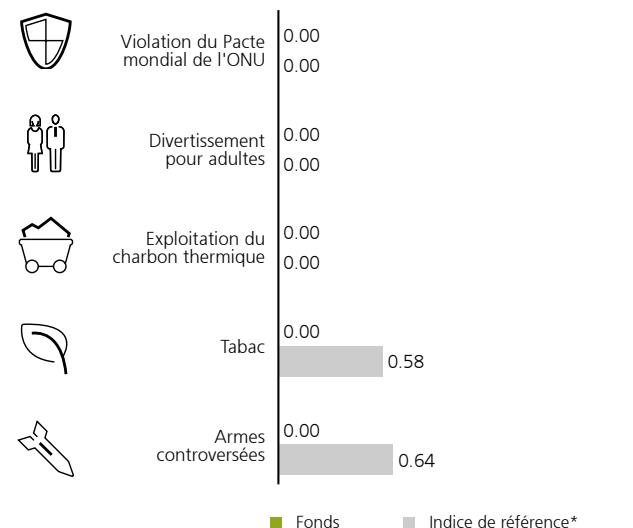 Violation du Pacte
mondial de l'ONU
0.00
0.00
Divertissement
pour adultes
0.00
0.00
Exploitation du
charbon thermique
0.00
0.00
Tabac
0.00
0.58
Armes
controversées
0.00
0.64
Fonds
Indice de référence*